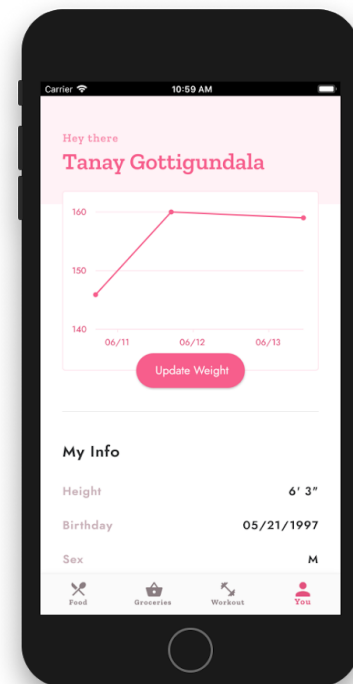 Carrier 10:59 AM
Hey there
Tanay Gottigundala
160
150
140
06/11 06/12 06/13
Update Weight
My Info
Height 6' 3"
Birthday 05/21/1997
Sex M
Food Groceries Workout You